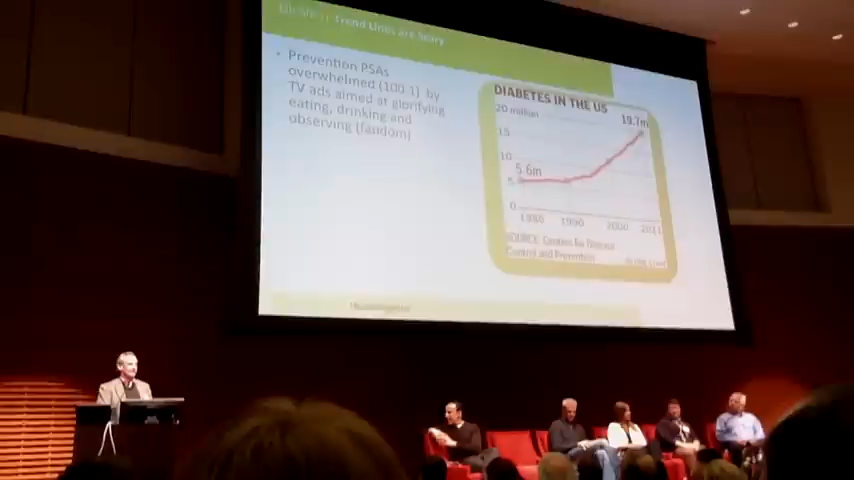 Trend Lines are Scary
• Prevention PSAs
overwhelmed (100:1) by
TV ads aimed at glorifying
eating, drinking and
observing (fandom)
DIABETES IN THE US
20 million
19.7m
15
10
5.6m
5
0
1980 1990 2000 2011
SOURCE: Centers for Disease
Control and Prevention